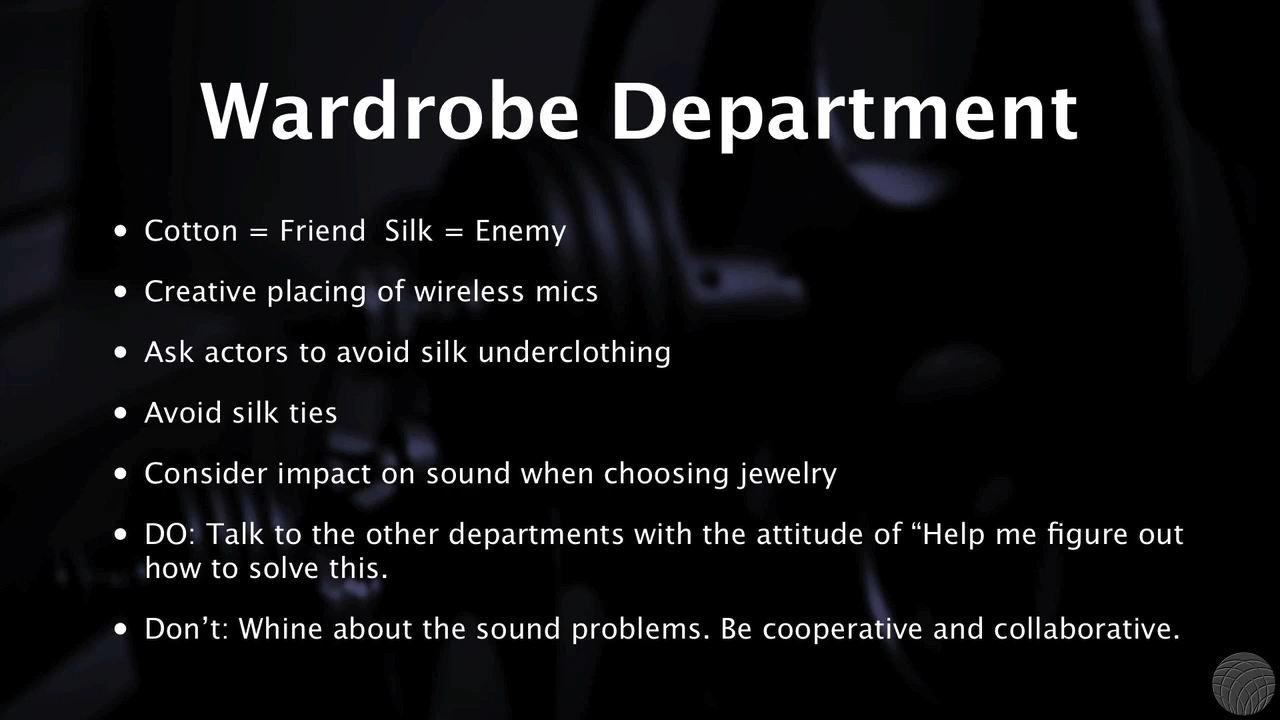 Wardrobe Department
• Cotton = Friend  Silk = Enemy
• Creative placing of wireless mics
• Ask actors to avoid silk underclothing
• Avoid silk ties
• Consider impact on sound when choosing jewelry
• DO: Talk to the other departments with the attitude of “Help me figure out
how to solve this.
• Don’t: Whine about the sound problems. Be cooperative and collaborative.